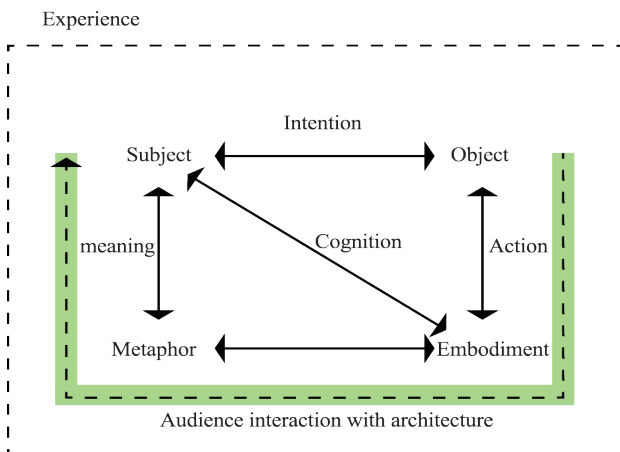 Experience
Intention
Subject
Object
meaning
Cognition
Action
Metaphor
Embodiment
Audience interaction with architecture